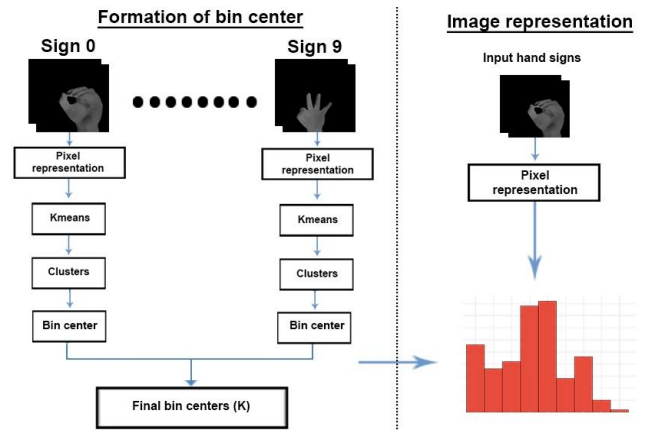 Formation of bin center
Sign 0
Sign 9
Pixel
representation
Pixel
representation
Kmeans
Kmeans
Clusters
Clusters
Bin center
Bin center
Final bin centers (K)
Image representation
Input hand signs
Pixel
representation